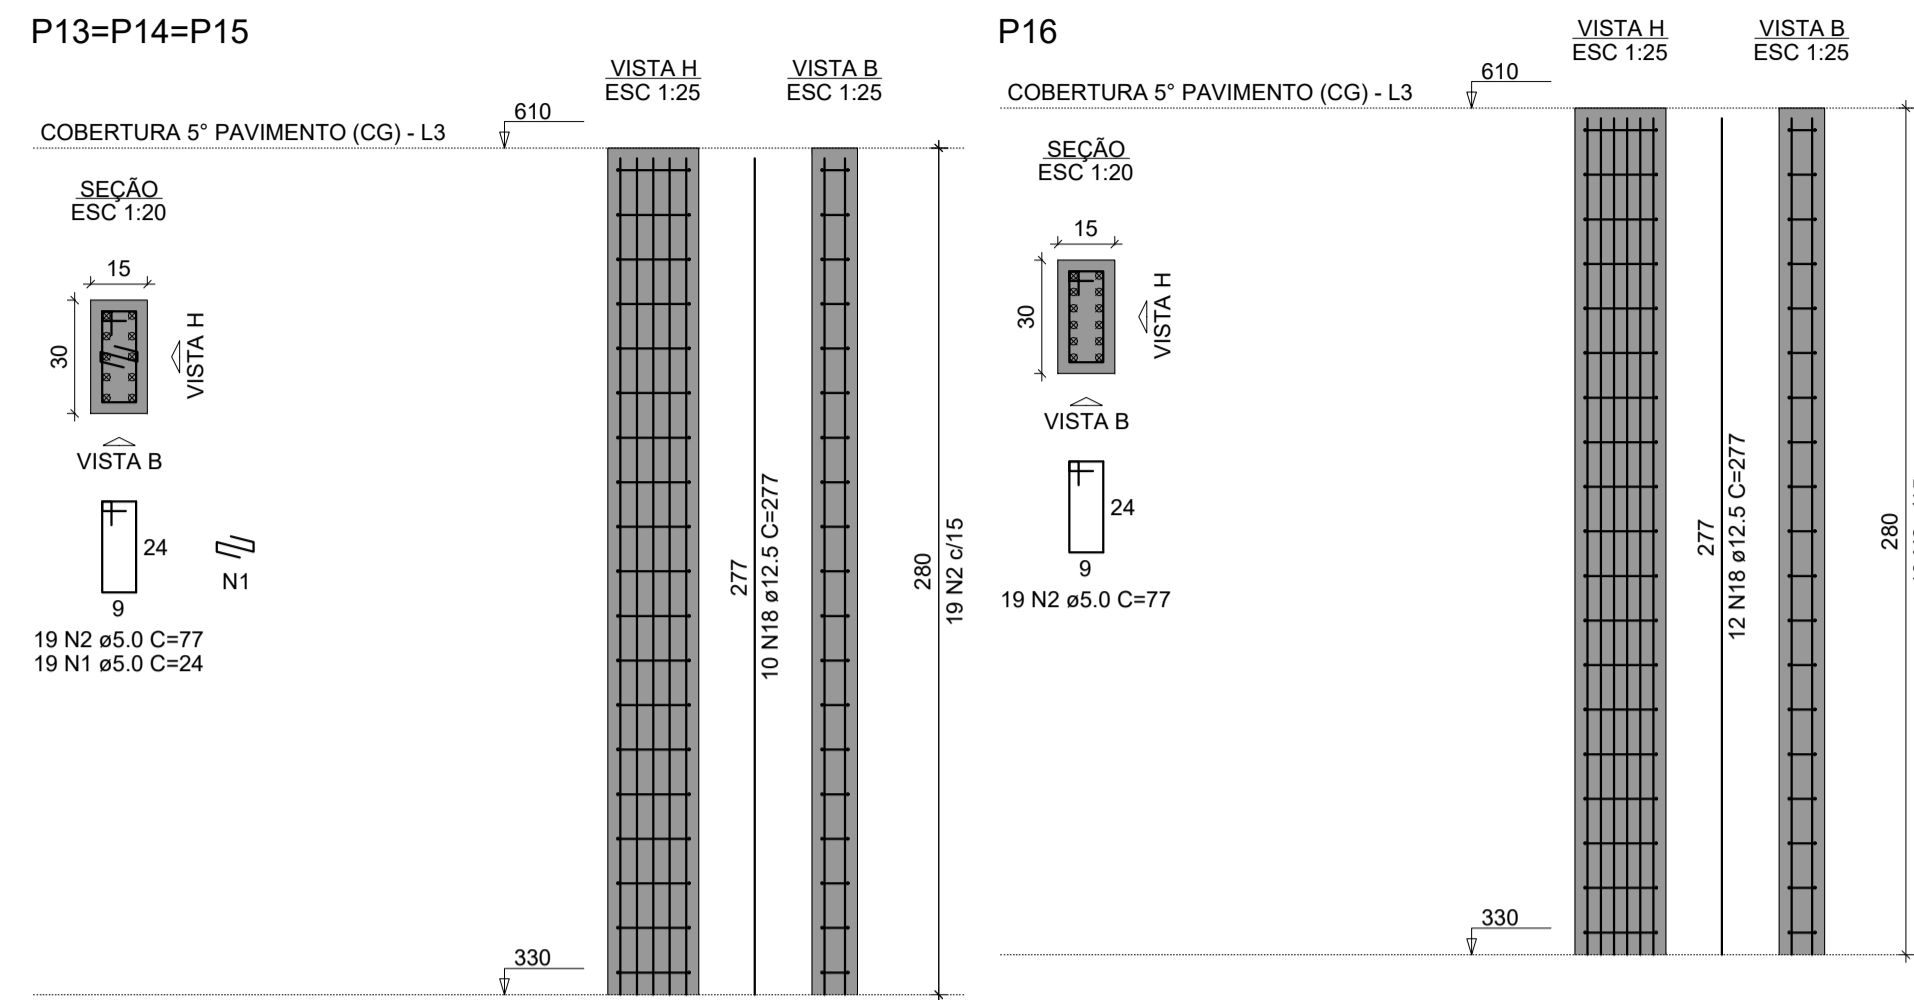 P13=P14=P15
VISTA H
ESC 1:25
VISTA B
ESC 1:25
610
COBERTURA 5° PAVIMENTO (CG) - L3
SEÇÃO
ESC 1:20
15
30
VISTA H
VISTA B
24
9
N1
19 N2 ø5.0 C=77
19 N1 ø5.0 C=24
277
10 N18 ø12.5 C=277
280
19 N2 c/15
330
P16
VISTA H
ESC 1:25
VISTA B
ESC 1:25
610
COBERTURA 5° PAVIMENTO (CG) - L3
SEÇÃO
ESC 1:20
15
30
VISTA H
VISTA B
24
9
19 N2 ø5.0 C=77
277
12 N18 ø12.5 C=277
280
330